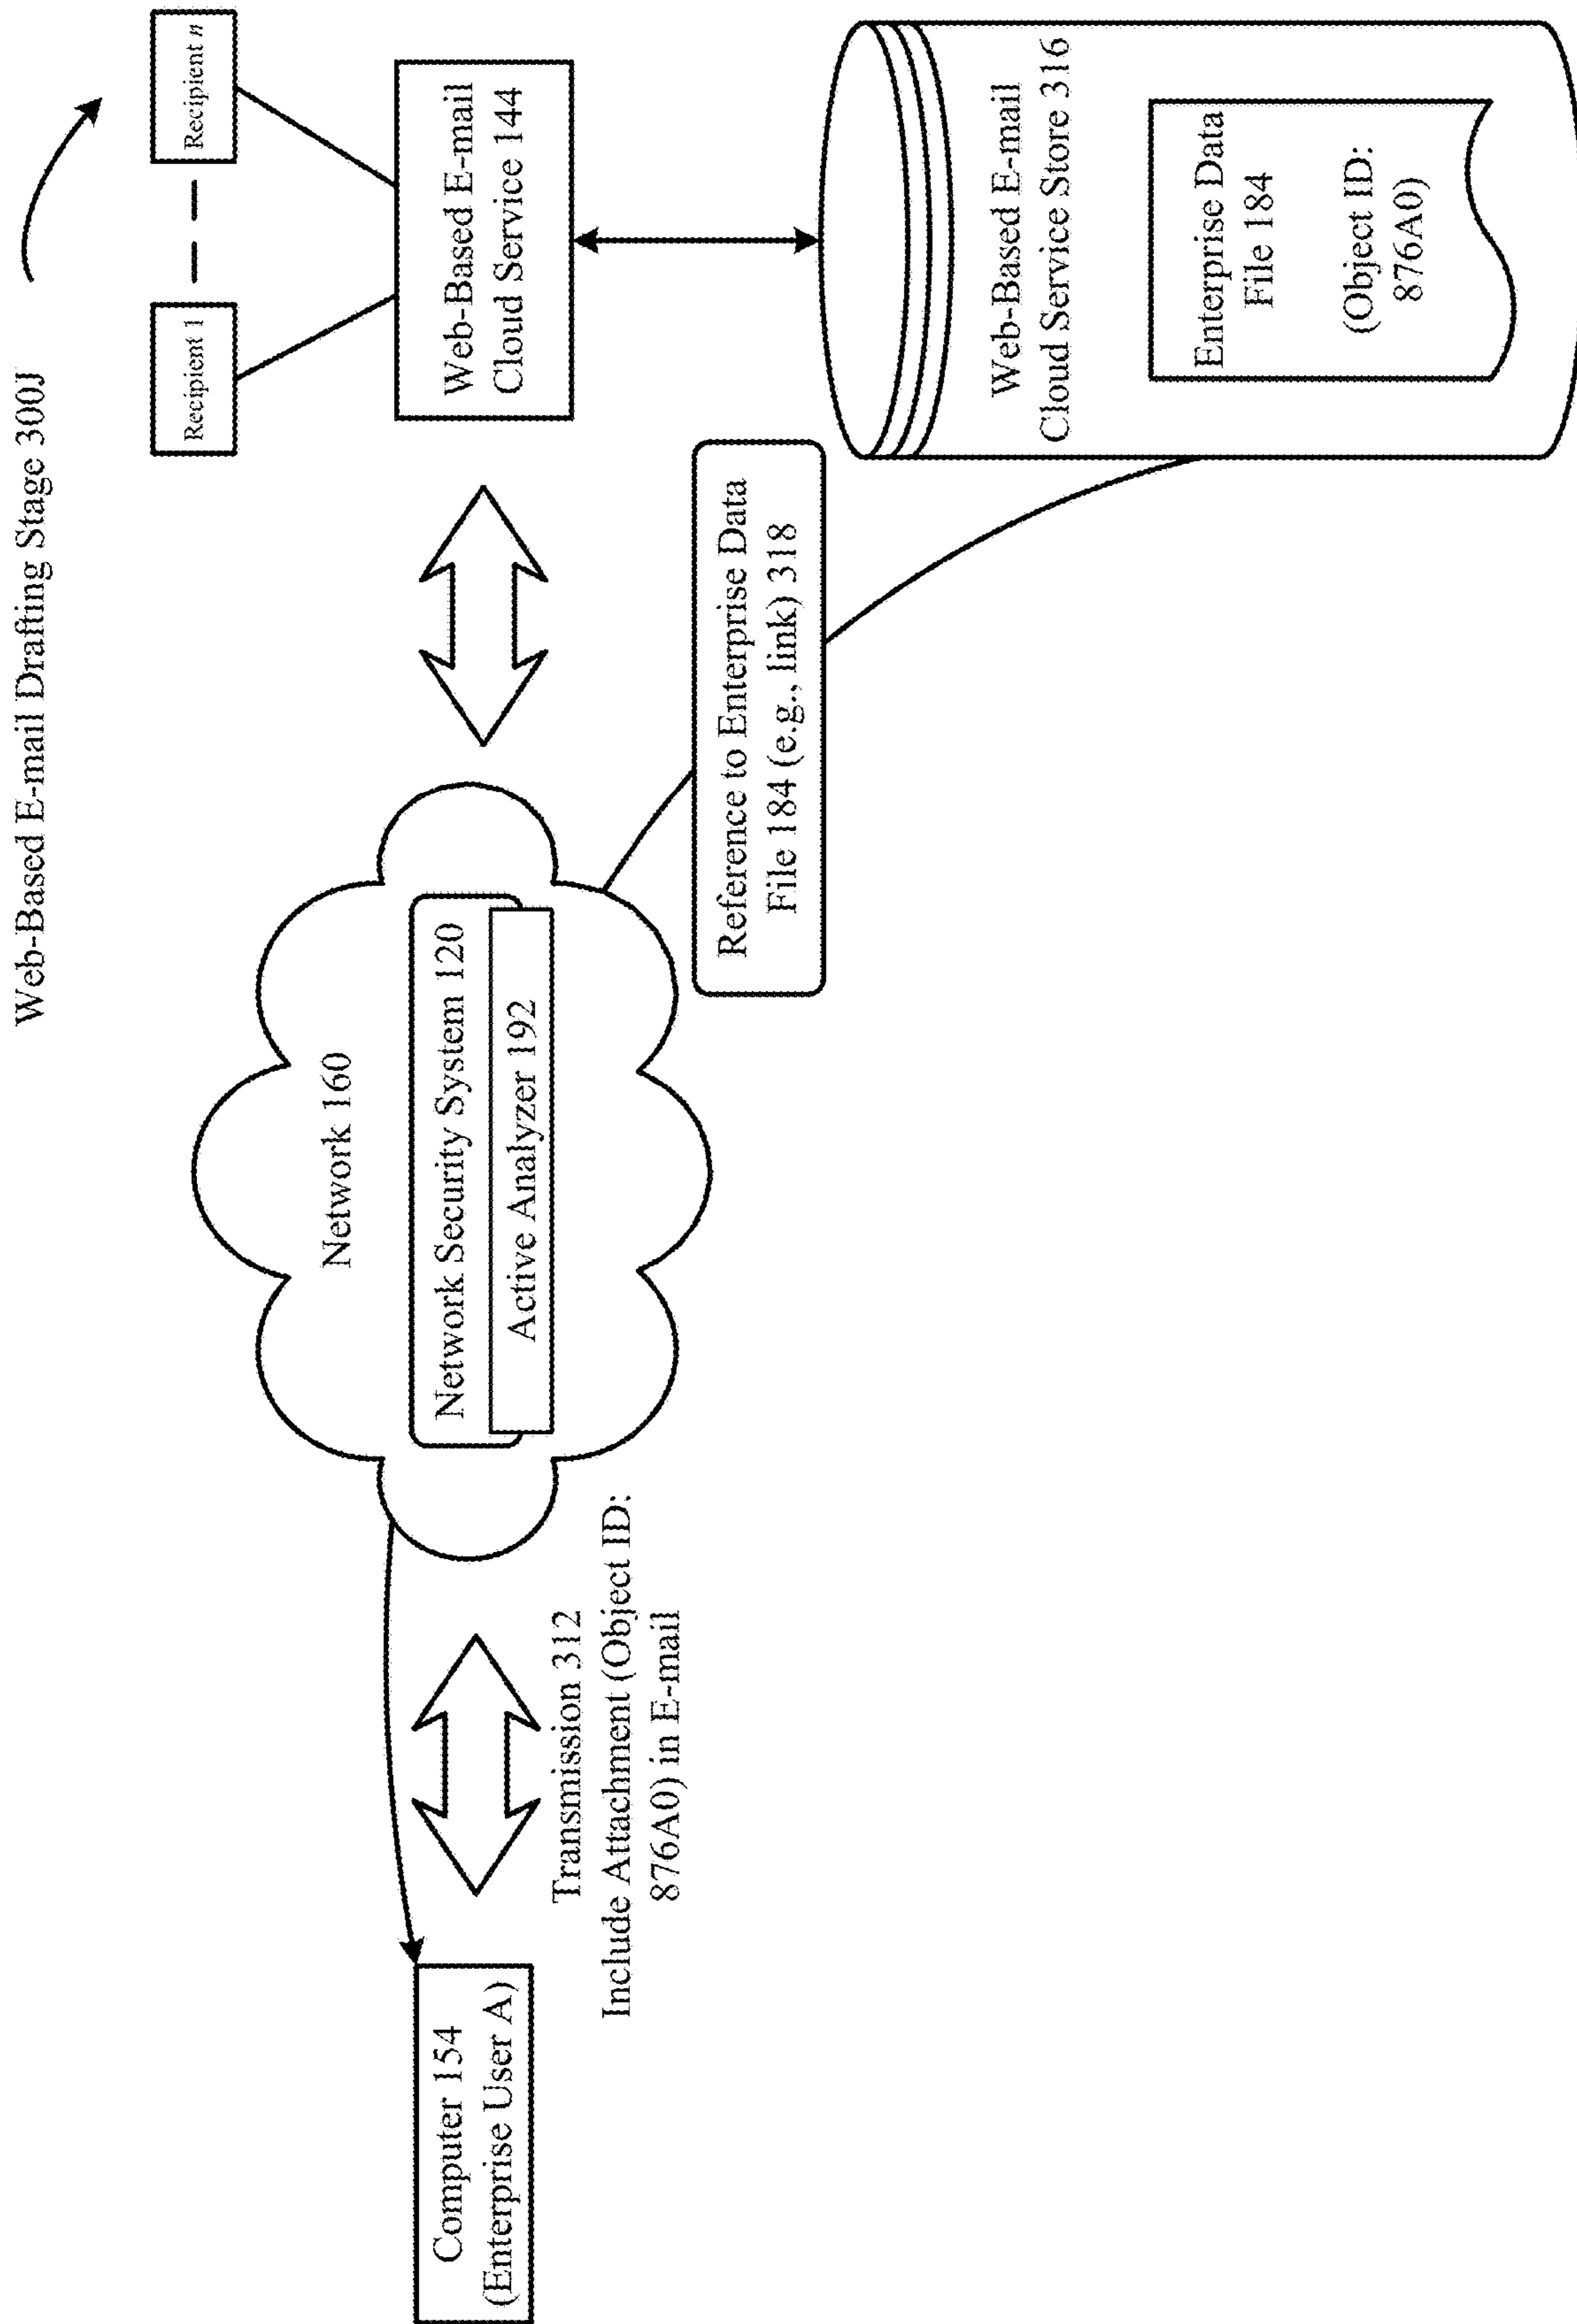 Web-Based E-mail Drafting Stage 300J
Recipient 1
Recipient n
Network 160
Network Security System 120
Active Analyzer 192
Web-Based E-mail
Cloud Service 144
Computer 154
(Enterprise User A)
Transmission 312
Include Attachment (Object ID:
876A0) in E-mail
Reference to Enterprise Data
File 184 (e.g., link) 318
Web-Based E-mail
Cloud Service Store 316
Enterprise Data
File 184
(Object ID:
876A0)